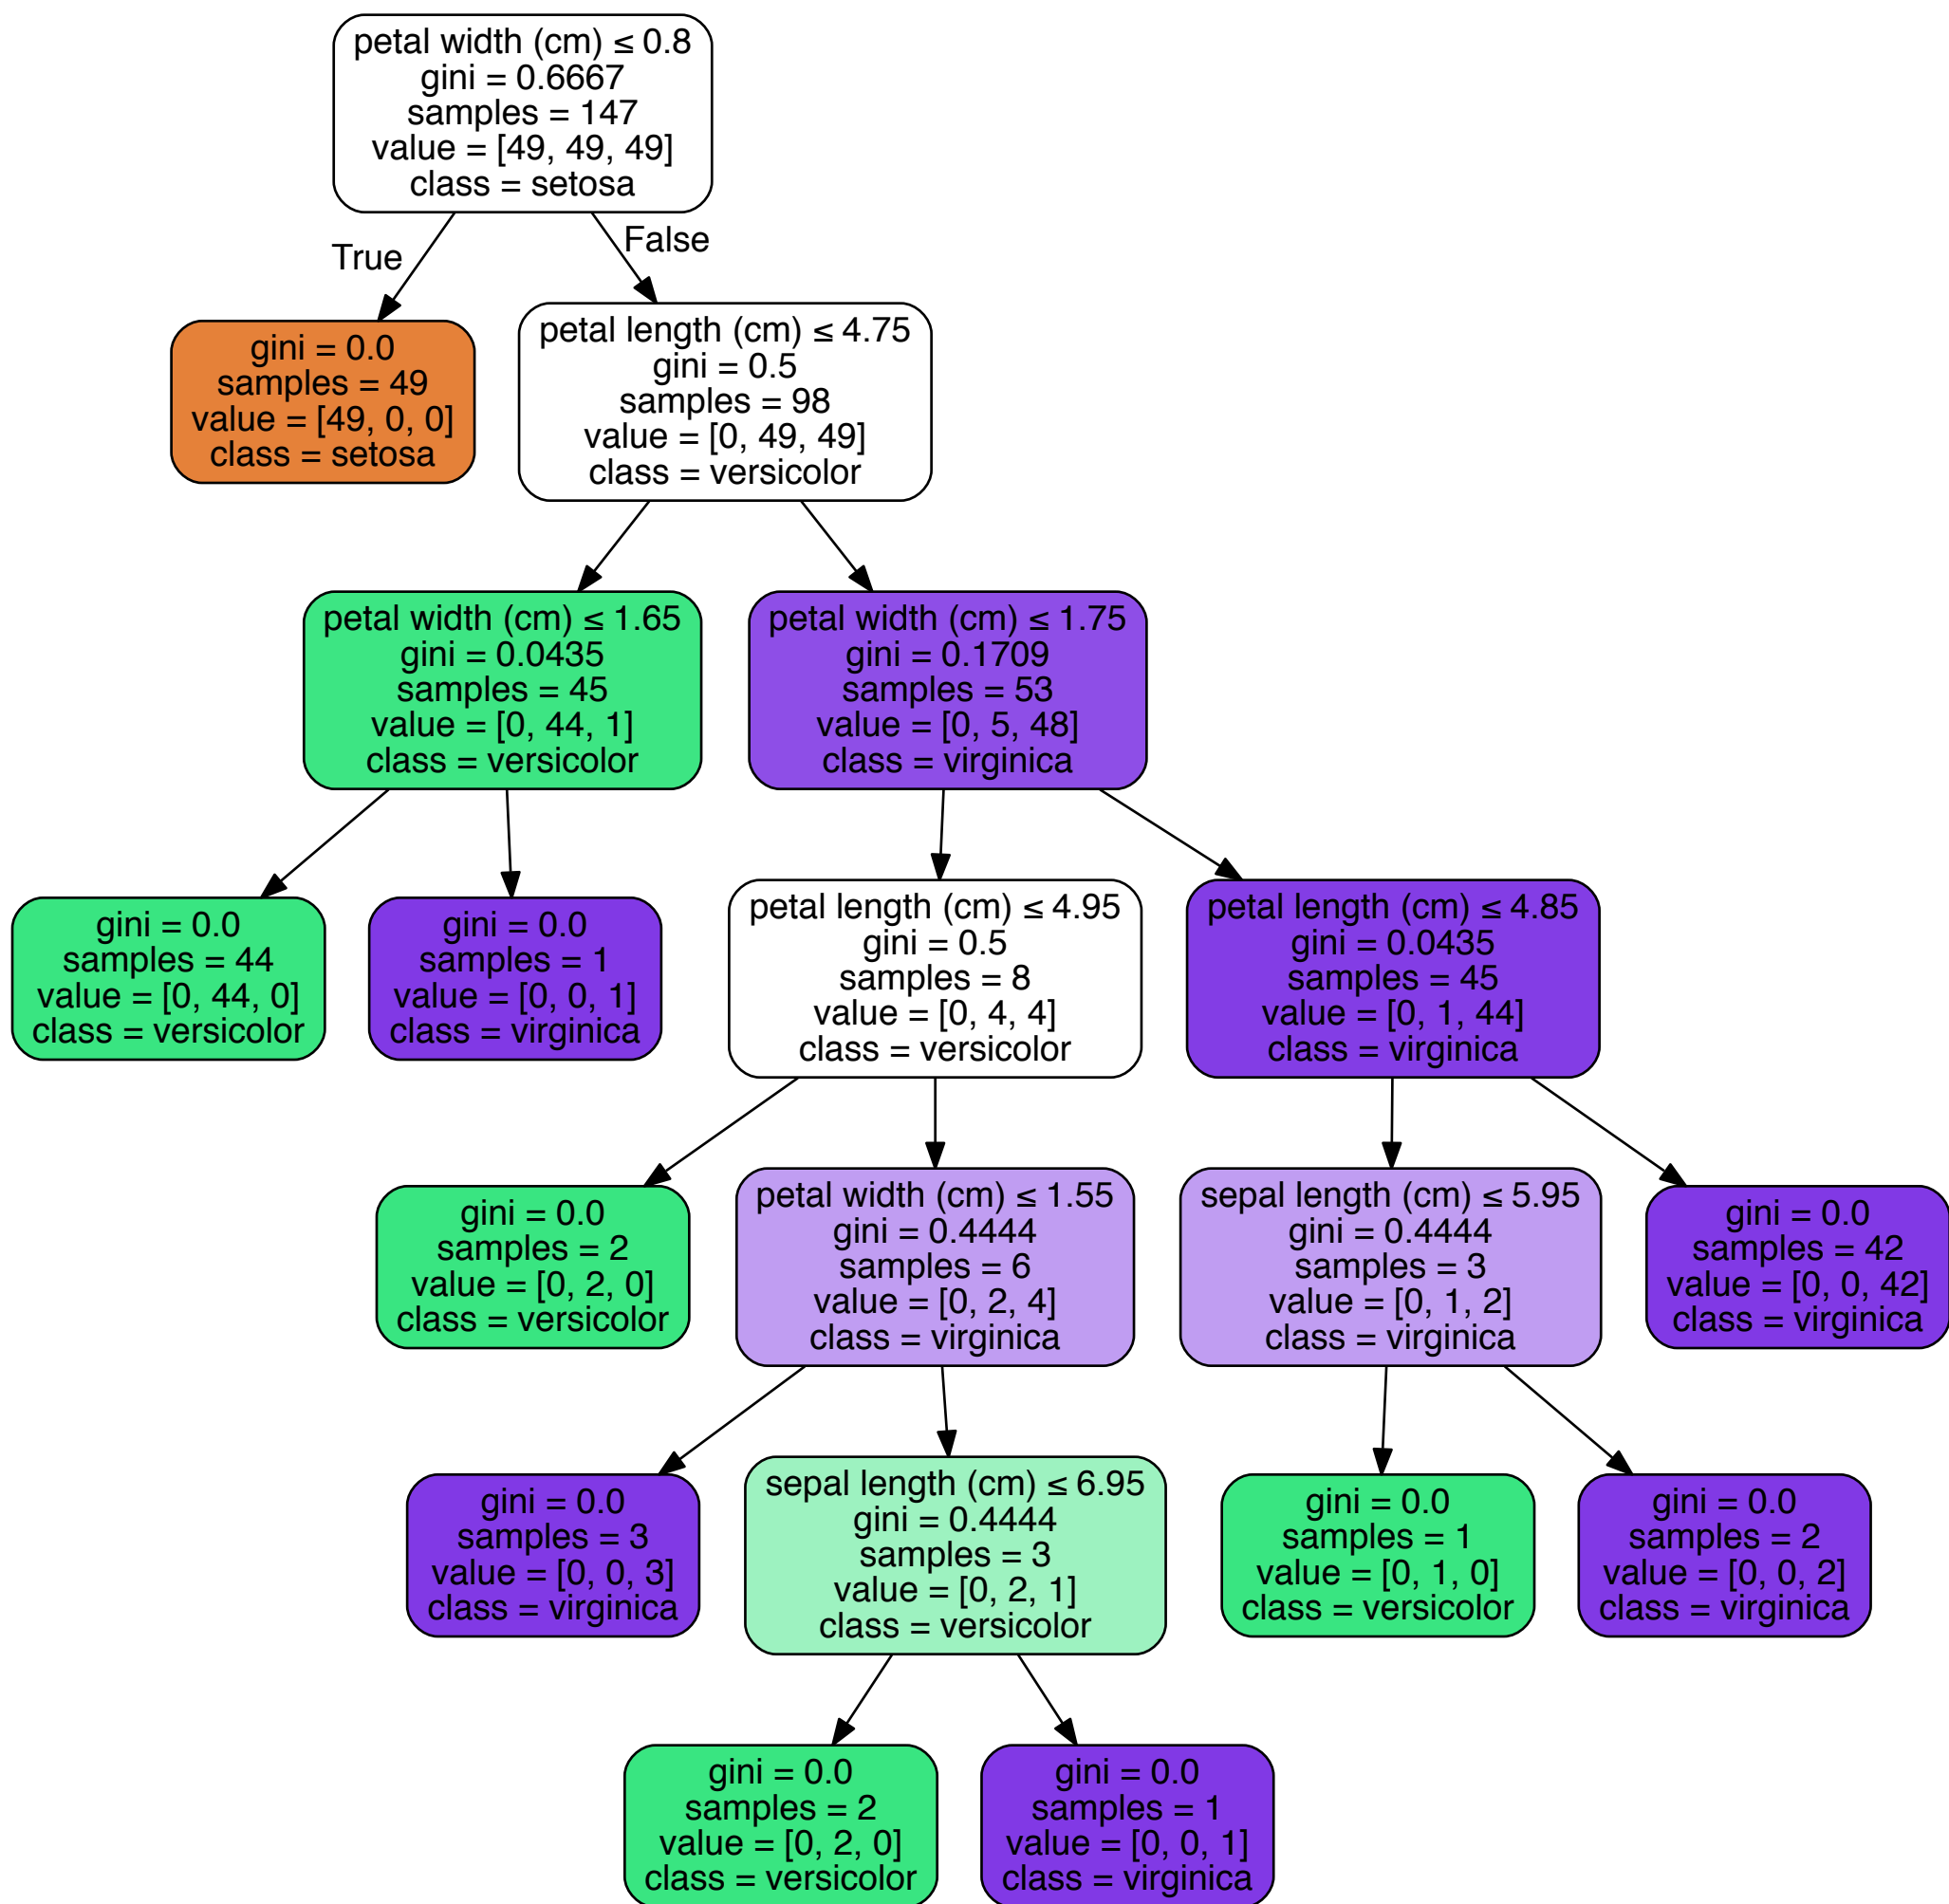 petal width (cm) ≤ 0.8
gini = 0.6667
samples = 147
value = [49, 49, 49]
class = setosa
True
False
gini = 0.0
samples = 49
value = [49, 0, 0]
class = setosa
petal length (cm) ≤ 4.75
gini = 0.5
samples = 98
value = [0, 49, 49]
class = versicolor
petal width (cm) ≤ 1.65
gini = 0.0435
samples = 45
value = [0, 44, 1]
class = versicolor
petal width (cm) ≤ 1.75
gini = 0.1709
samples = 53
value = [0, 5, 48]
class = virginica
gini = 0.0
samples = 44
value = [0, 44, 0]
class = versicolor
gini = 0.0
samples = 1
value = [0, 0, 1]
class = virginica
petal length (cm) ≤ 4.95
gini = 0.5
samples = 8
value = [0, 4, 4]
class = versicolor
petal length (cm) ≤ 4.85
gini = 0.0435
samples = 45
value = [0, 1, 44]
class = virginica
gini = 0.0
samples = 2
value = [0, 2, 0]
class = versicolor
petal width (cm) ≤ 1.55
gini = 0.4444
samples = 6
value = [0, 2, 4]
class = virginica
sepal length (cm) ≤ 5.95
gini = 0.4444
samples = 3
value = [0, 1, 2]
class = virginica
gini = 0.0
samples = 42
value = [0, 0, 42]
class = virginica
gini = 0.0
samples = 3
value = [0, 0, 3]
class = virginica
sepal length (cm) ≤ 6.95
gini = 0.4444
samples = 3
value = [0, 2, 1]
class = versicolor
gini = 0.0
samples = 1
value = [0, 1, 0]
class = versicolor
gini = 0.0
samples = 2
value = [0, 0, 2]
class = virginica
gini = 0.0
samples = 2
value = [0, 2, 0]
class = versicolor
gini = 0.0
samples = 1
value = [0, 0, 1]
class = virginica